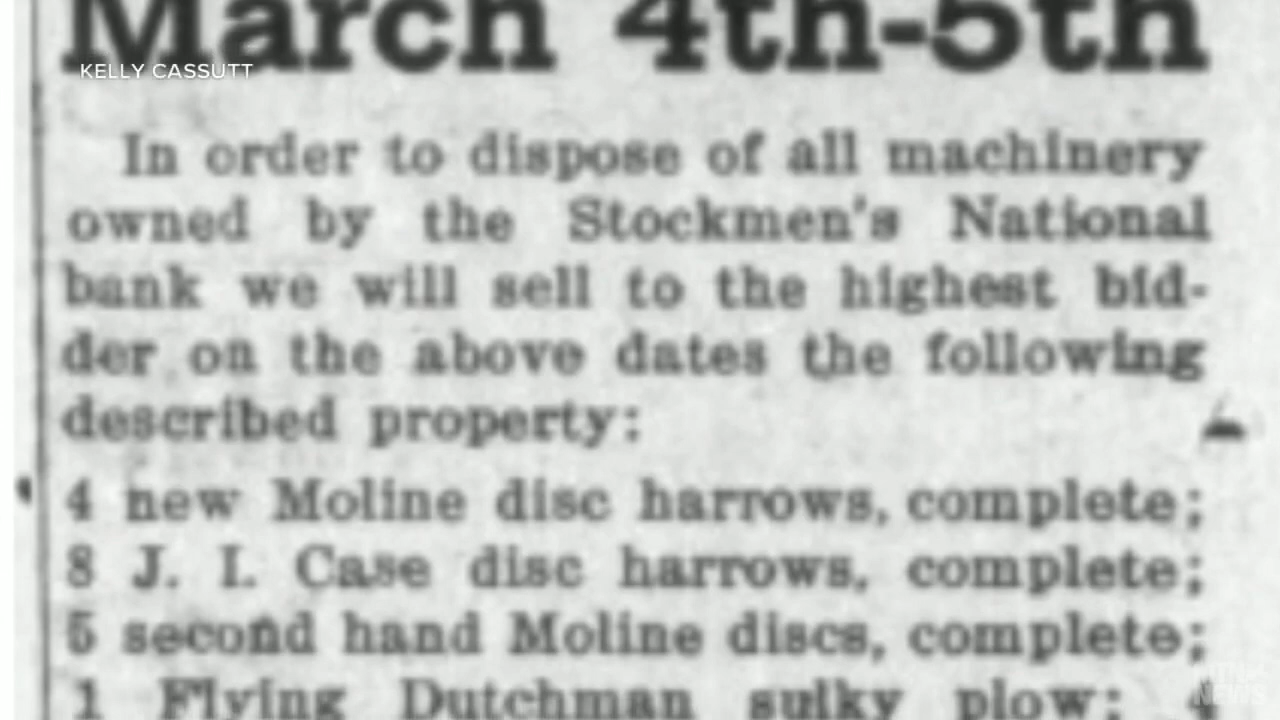 March 4th-5th
KELLY CASSUTT
In order to dispose of all machinery
owned by the Stockmen's National
bank we will sell to the highest bid-
der on the above dates the following
described property:
4 new Moline disc harrows, complete;
8 J. I. Case disc harrows, complete;
5 second hand Moline discs, complete;
1 Flying Dutchman sulky plow;
NEWS